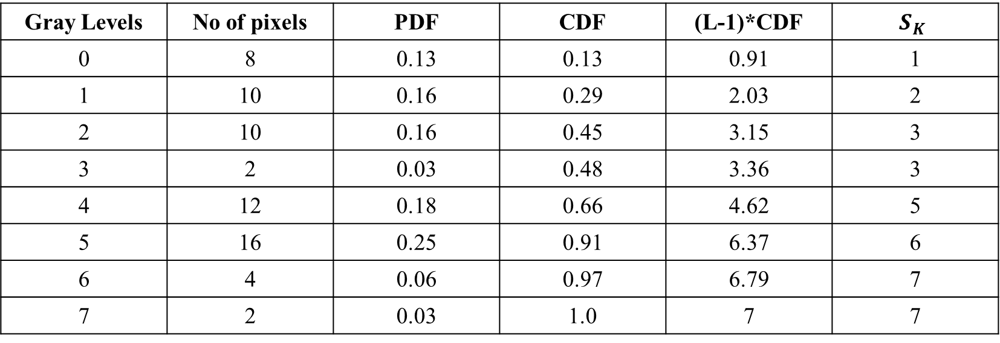 Gray Levels No of pixels PDF CDF (L-1)*CDF S_K
0 8 0.13 0.13 0.91 1
1 10 0.16 0.29 2.03 2
2 10 0.16 0.45 3.15 3
3 2 0.03 0.48 3.36 3
4 12 0.18 0.66 4.62 5
5 16 0.25 0.91 6.37 6
6 4 0.06 0.97 6.79 7
7 2 0.03 1.0 7 7